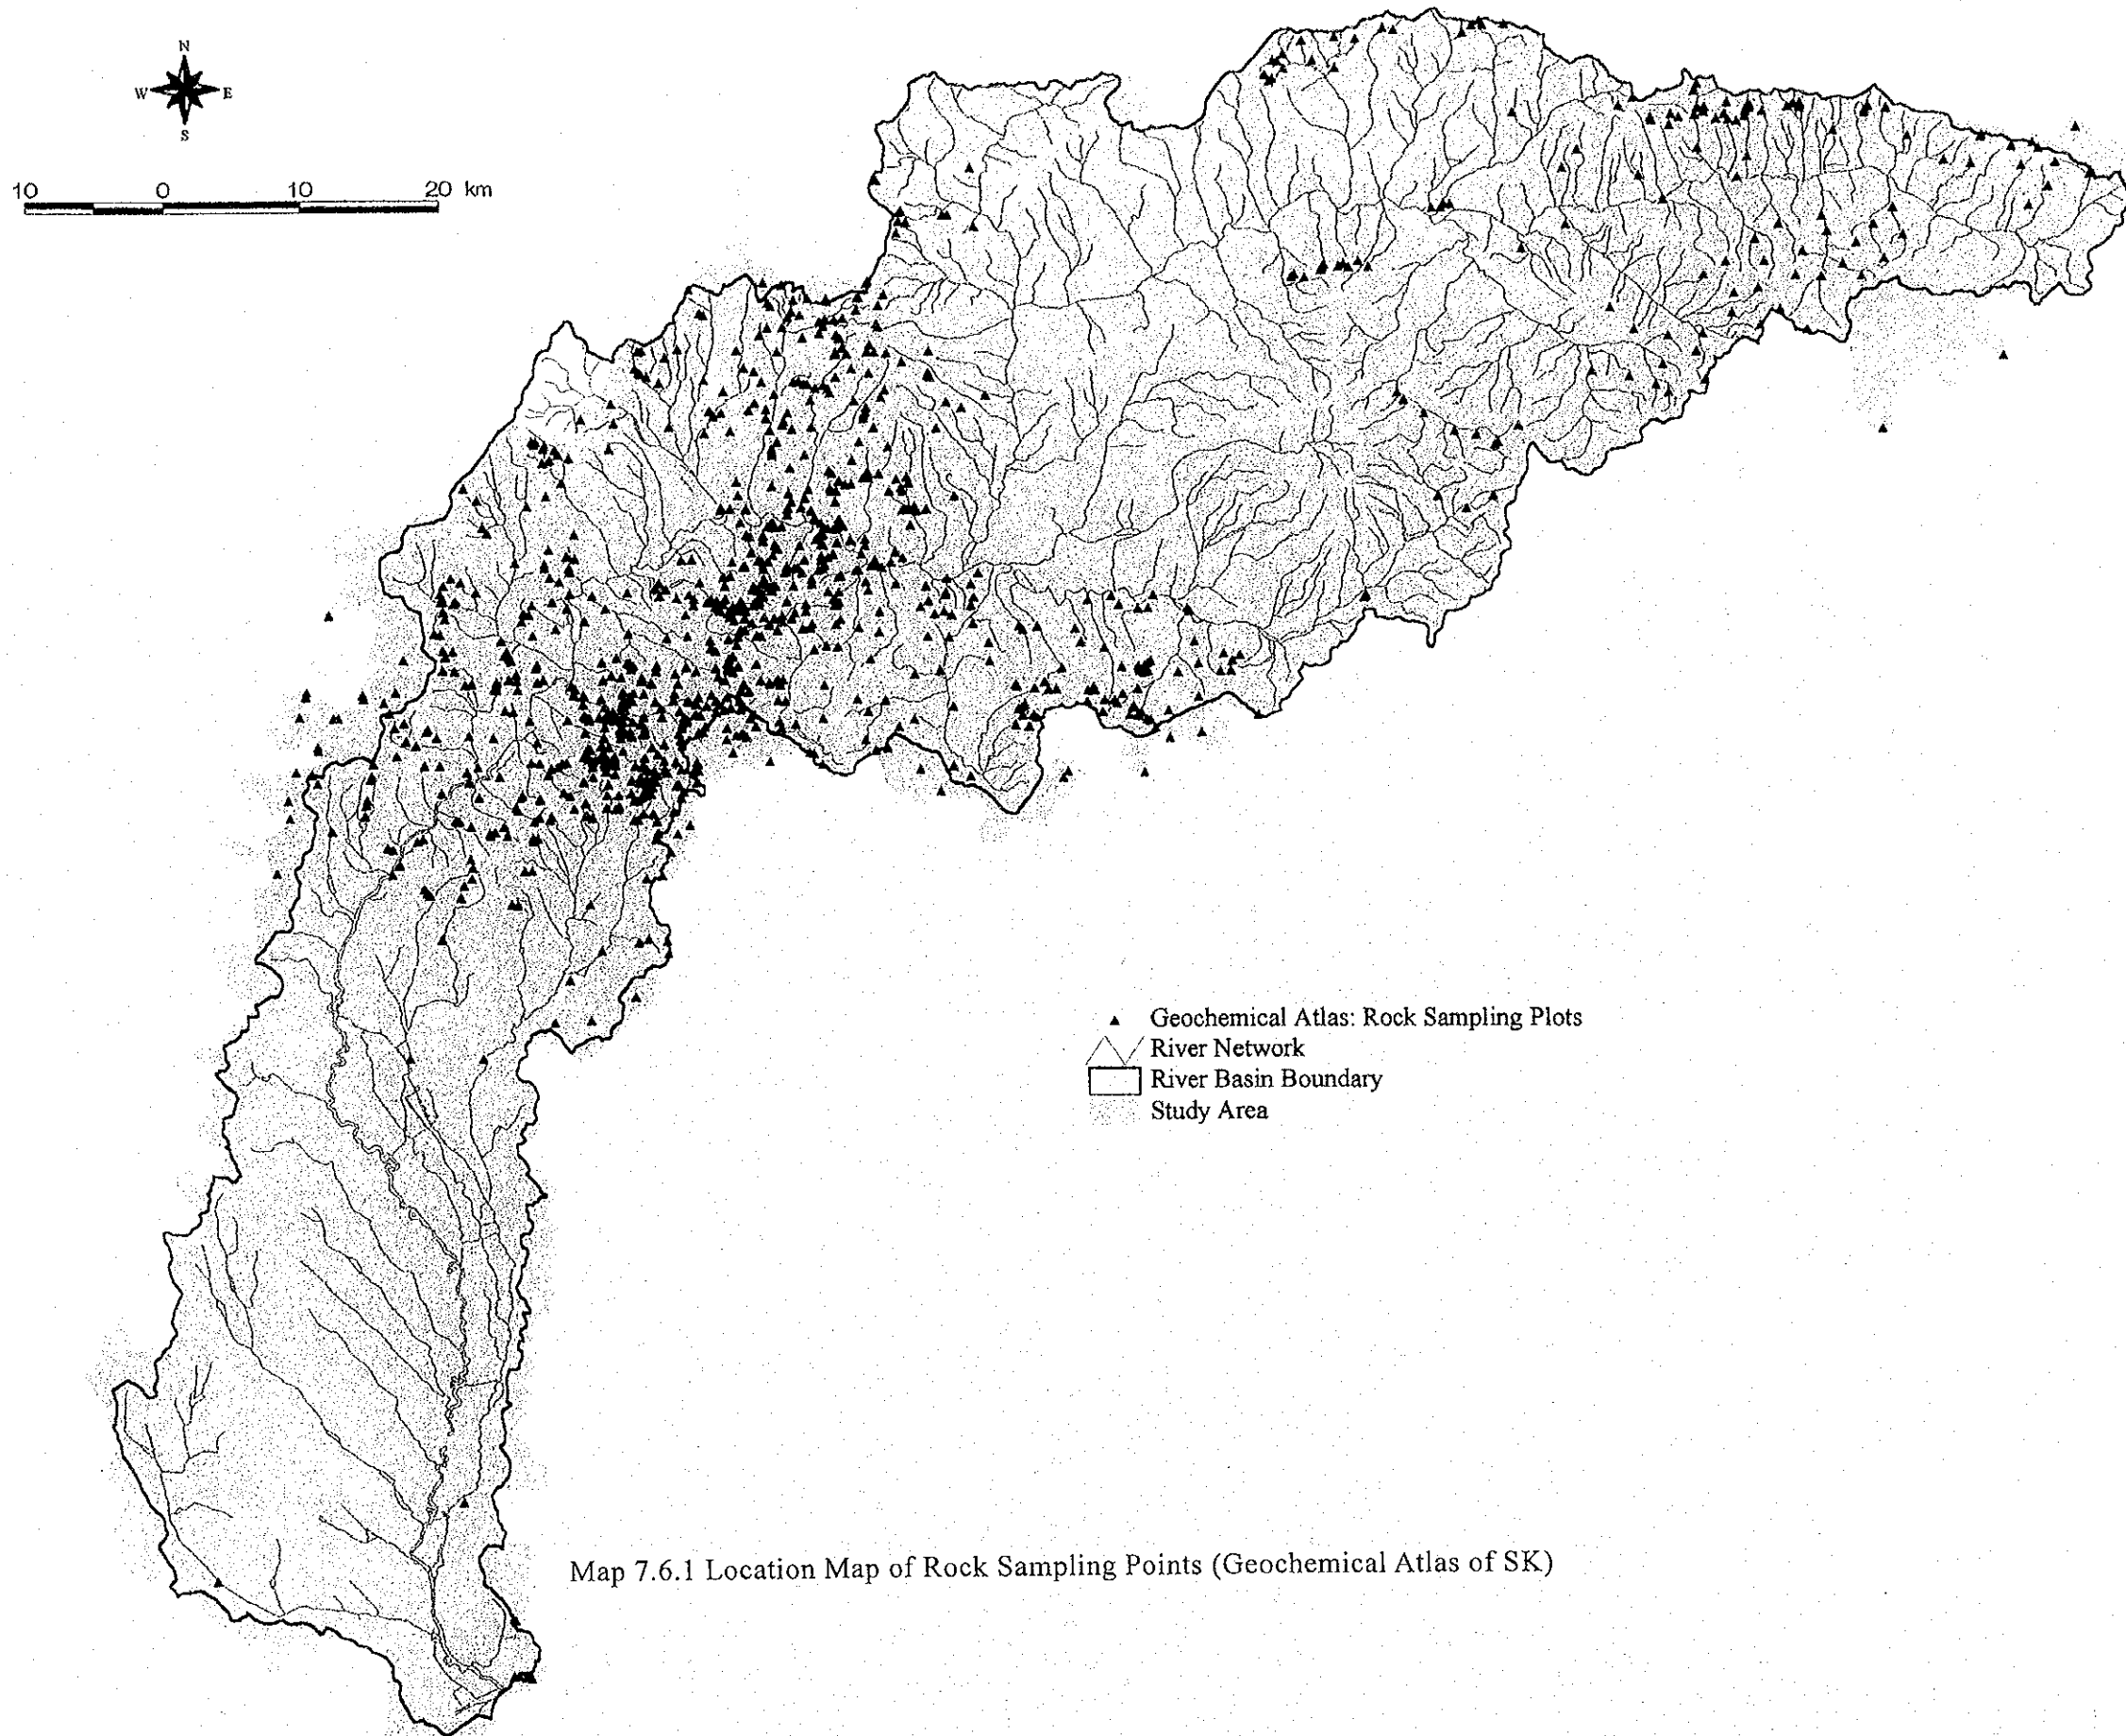 N
W E
S
10 0 10 20 km
Geochemical Atlas: Rock Sampling Plots
River Network
River Basin Boundary
Study Area
Map 7.6.1 Location Map of Rock Sampling Points (Geochemical Atlas of SK)